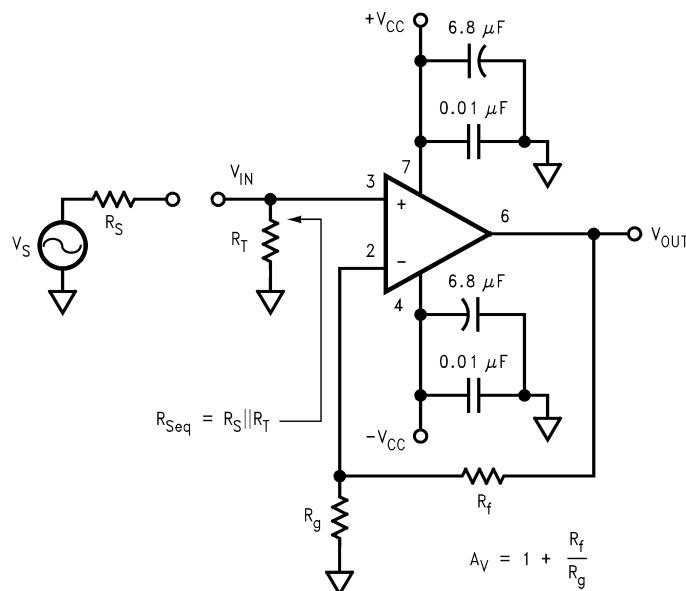 +VCC
6.8 µF
0.01 µF
7
VIN
3
+
6
RS
VS
RT
2
−
VOUT
4
6.8 µF
0.01 µF
RSeq = RS||RT
−VCC
Rf
Rg
AV = 1 + Rf/Rg